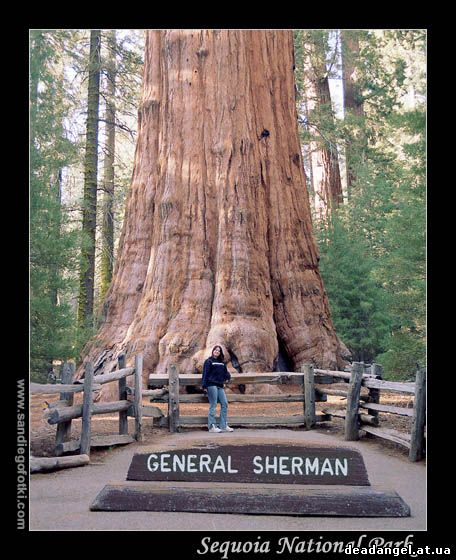 www.sandiegofotki.com
GENERAL SHERMAN
Sequoia National Park
deadangel.at.ua